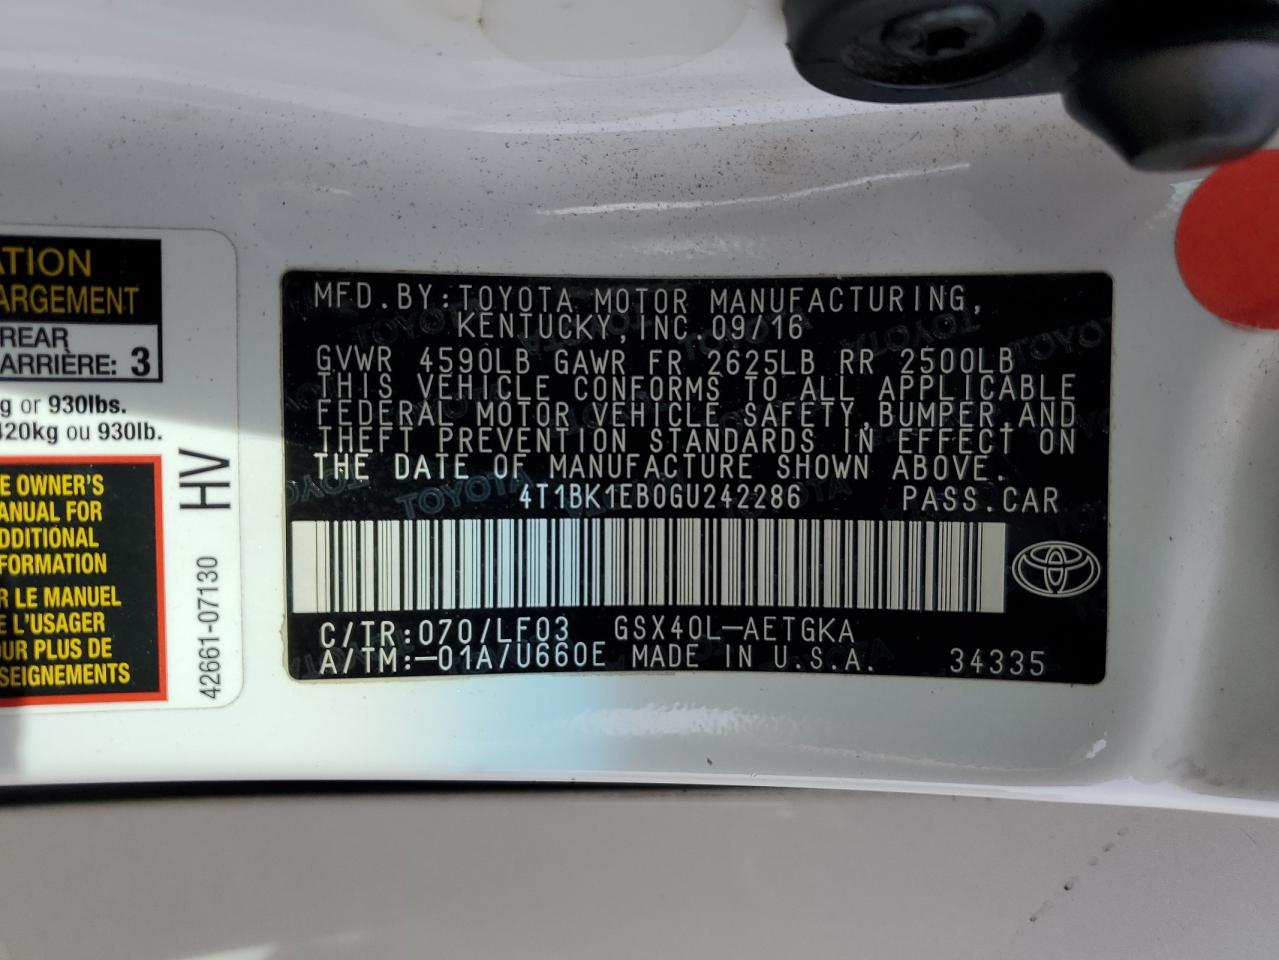 ATION
ARGEMENT
REAR
ARRIÈRE: 3
g or 930lbs.
420kg ou 930lb.
E OWNER'S
ANUAL FOR
DDITIONAL
FORMATION
R LE MANUEL
E L'USAGER
OUR PLUS DE
SEIGNEMENTS
HV
42661-07130
MFD.BY:TOYOTA MOTOR MANUFACTURING,
KENTUCKY,INC.09/16
GVWR 4590LB GAWR FR 2625LB RR 2500LB
THIS VEHICLE CONFORMS TO ALL APPLICABLE
FEDERAL MOTOR VEHICLE SAFETY,BUMPER,AND
THEFT PREVENTION STANDARDS IN EFFECT ON
THE DATE OF MANUFACTURE SHOWN ABOVE.
4T1BK1EB0GU242286 PASS.CAR
C/TR:070/LF03 GSX40L-AETGKA
A/TM:-01A/U660E MADE IN U.S.A. 34335